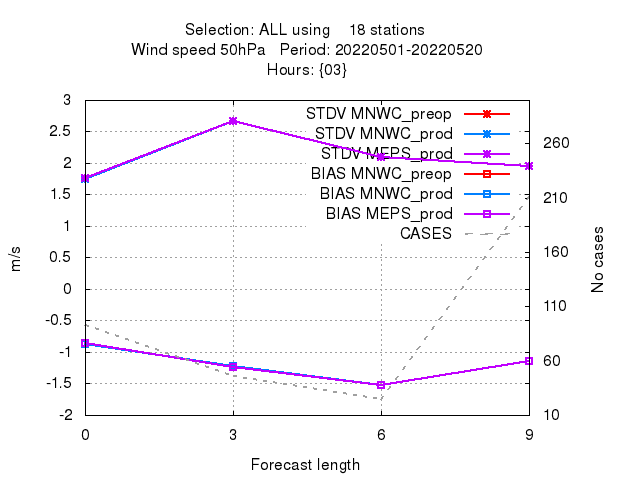 Selection: ALL using    18 stations
Wind speed 50hPa   Period: 20220501-20220520
Hours: {03}
3
2.5
2
1.5
1
0.5
0
-0.5
-1
-1.5
-2
m/s
STDV MNWC_preop
STDV MNWC_prod
STDV MEPS_prod
BIAS MNWC_preop
BIAS MNWC_prod
BIAS MEPS_prod
CASES
260
210
160
110
60
10
No cases
0 3 6 9
Forecast length